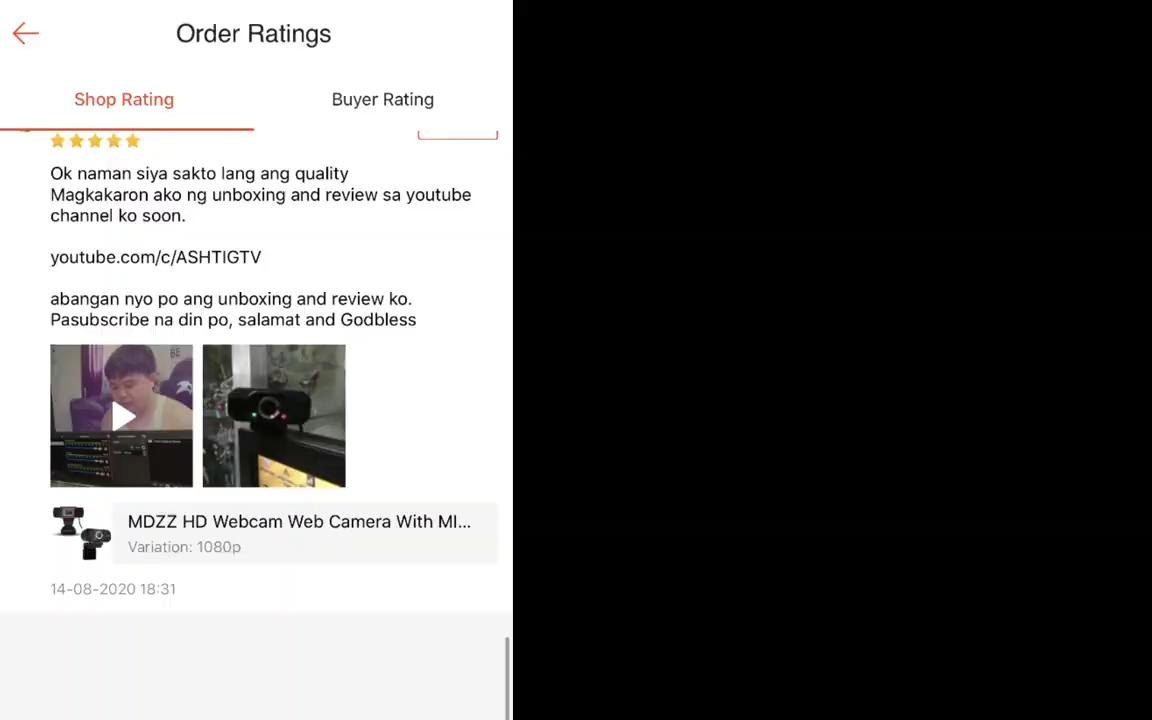 Order Ratings
Shop Rating
Buyer Rating
Ok naman siya sakto lang ang quality
Magkakaron ako ng unboxing and review sa youtube
channel ko soon.
youtube.com/c/ASHTIGTV
abangan nyo po ang unboxing and review ko.
Pasubscribe na din po, salamat and Godbless
MDZZ HD Webcam Web Camera With MI...
Variation: 1080p
14-08-2020 18:31